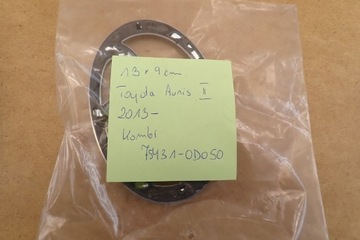 13 x 9 cm
Toyota Auris II
2013-
Kombi
75431-0D050